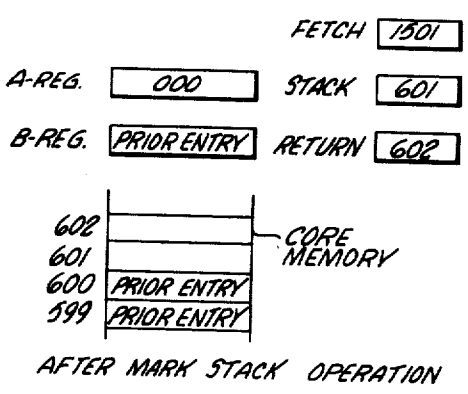 FETCH 1501
A-REG. 000 STACK 601
B-REG. PRIOR ENTRY RETURN 602
602
CORE
601
MEMORY
600 PRIOR ENTRY
599 PRIOR ENTRY
AFTER MARK STACK OPERATION